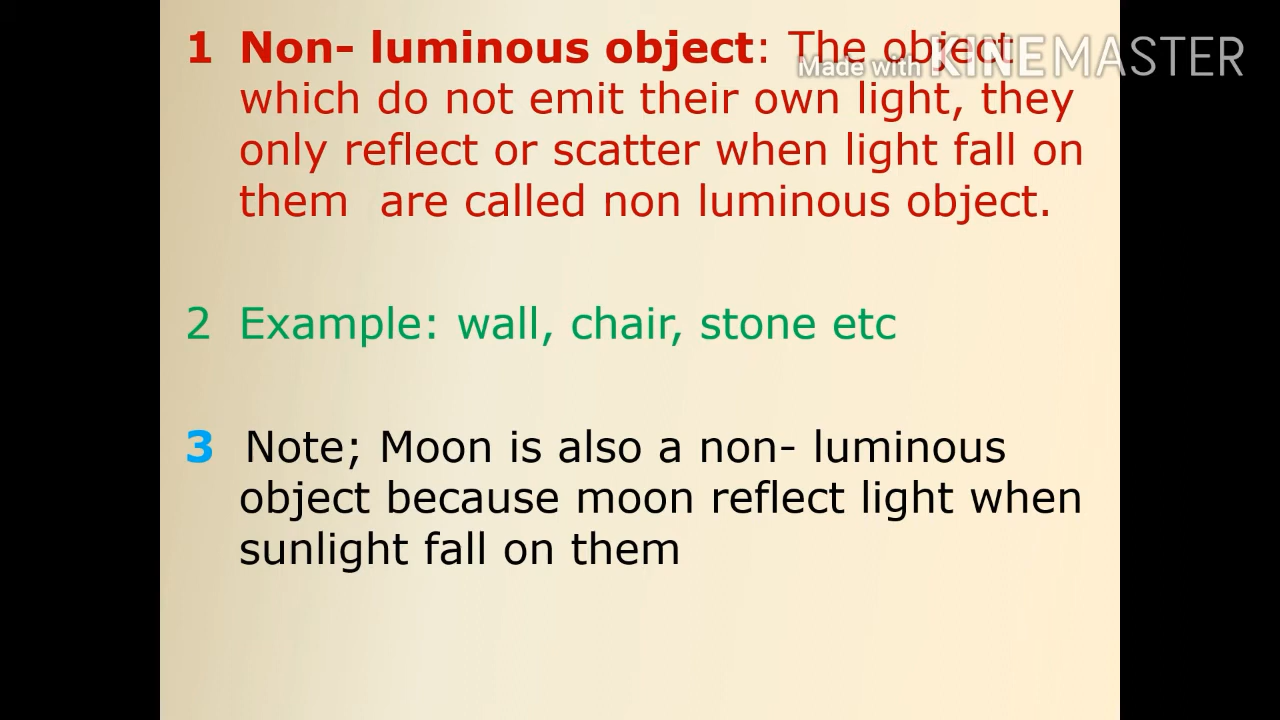 1 Non- luminous object: The object
Made with KINEMASTER
which do not emit their own light, they
only reflect or scatter when light fall on
them are called non luminous object.
2 Example: wall, chair, stone etc
3 Note; Moon is also a non- luminous
object because moon reflect light when
sunlight fall on them